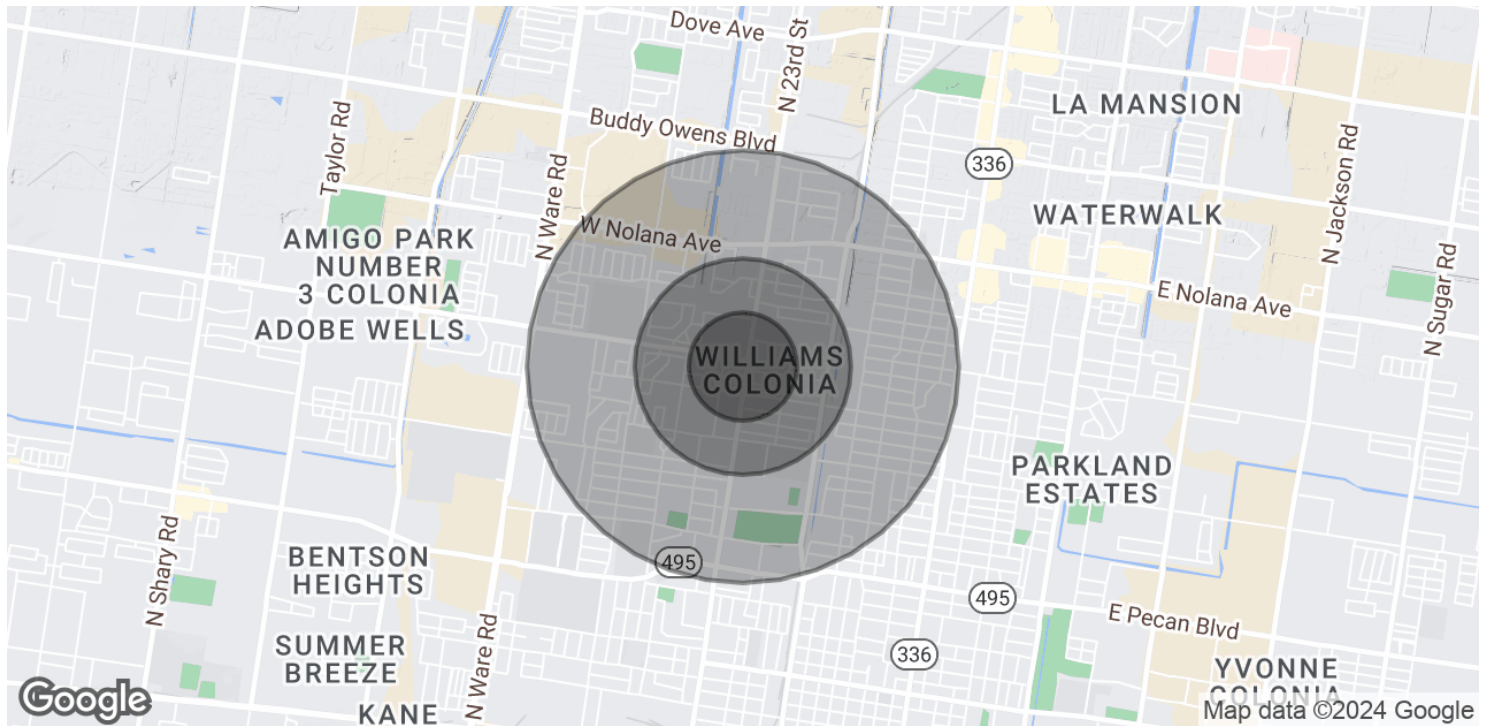 Dove Ave
N 23rd St
LA MANSION
Buddy Owens Blvd
Taylor Rd
336
N Jackson Rd
N Ware Rd
WATERWALK
W Nolana Ave
AMIGO PARK
NUMBER
3 COLONIA
E Nolana Ave
N Sugar Rd
ADOBE WELLS
WILLIAMS
COLONIA
PARKLAND
ESTATES
N Shary Rd
BENTSON
HEIGHTS
495
495
E Pecan Blvd
N Ware Rd
SUMMER
BREEZE
336
YVONNE
COLONIA
Google
KANE
Map data ©2024 Google